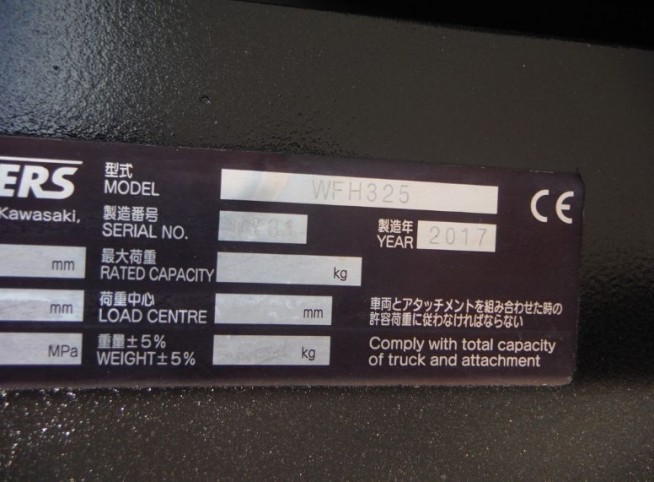 ERS
Kawasaki,
型式
MODEL
WFH325
製造番号
SERIAL NO.
製造年
YEAR
2017
mm
最大荷重
RATED CAPACITY
kg
mm
荷重中心
LOAD CENTRE
mm
MPa
重量±5%
WEIGHT±5%
kg
CE
車両とアタッチメントを組み合わせた時の
許容荷重に従わなければならない
Comply with total capacity
of truck and attachment